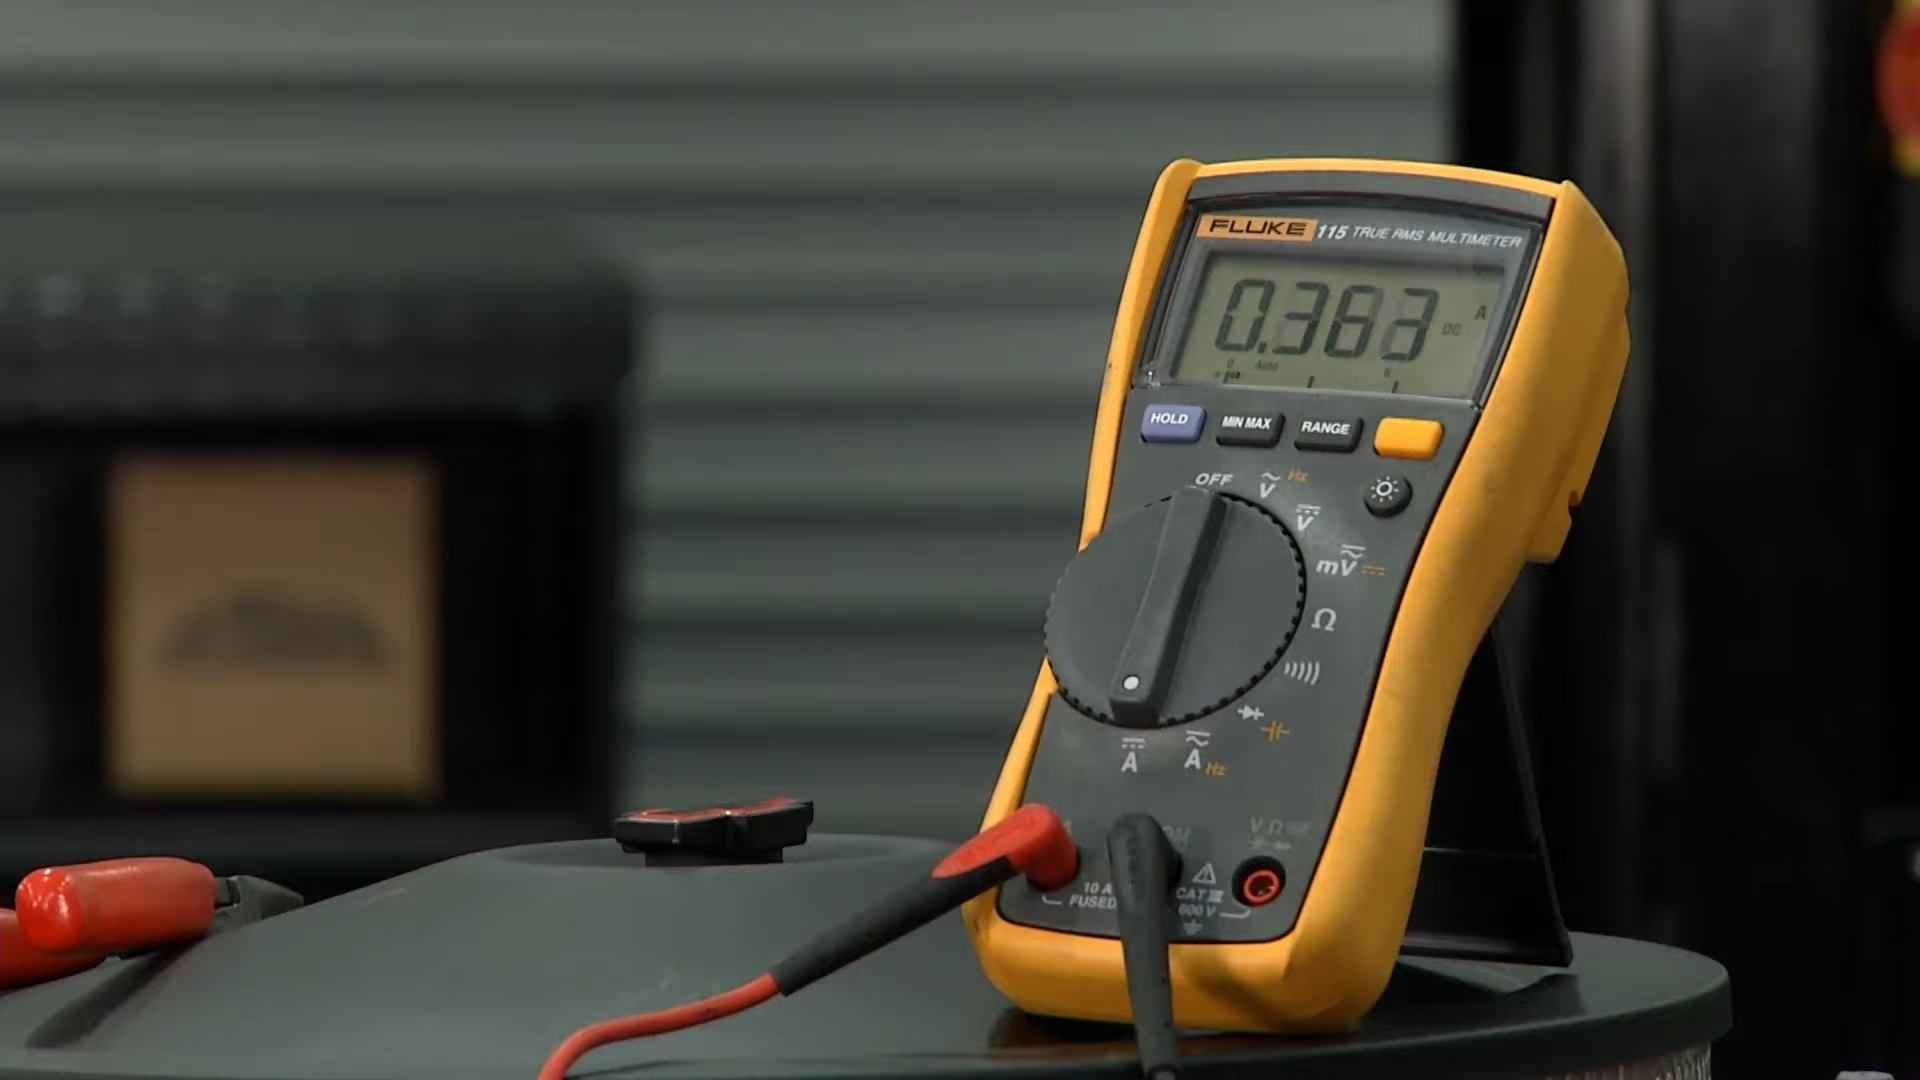 FLUKE 115 TRUE RMS MULTIMETER
0.383 DC A
0 Auto
HOLD MIN MAX RANGE
OFF Ṽ Hz
V
mV
Ω
A A Hz
V Ω
10 A
FUSED
CAT III
600 V